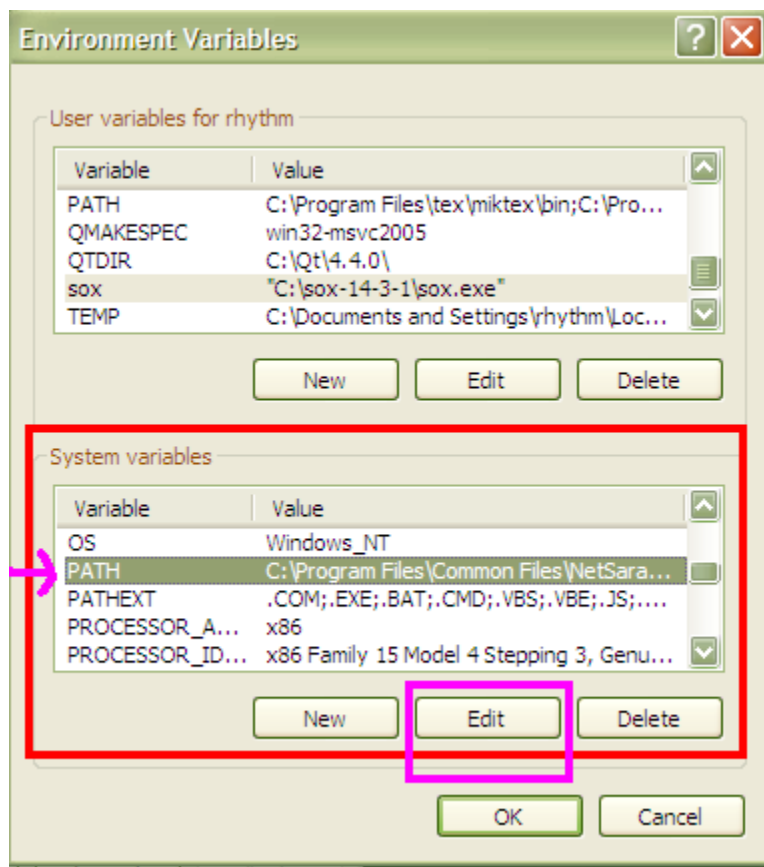 Environment Variables
User variables for rhythm
Variable Value
PATH C:\Program Files\tex\miktex\bin;C:\Pro...
QMAKESPEC win32-msvc2005
QTDIR C:\Qt\4.4.0\
sox "C:\sox-14-3-1\sox.exe"
TEMP C:\Documents and Settings\rhythm\Loc...
New Edit Delete
System variables
Variable Value
OS Windows_NT
PATH C:\Program Files\Common Files\NetSara...
PATHEXT .COM;.EXE;.BAT;.CMD;.VBS;.VBE;.JS;....
PROCESSOR_A... x86
PROCESSOR_ID... x86 Family 15 Model 4 Stepping 3, Genu...
New Edit Delete
OK Cancel